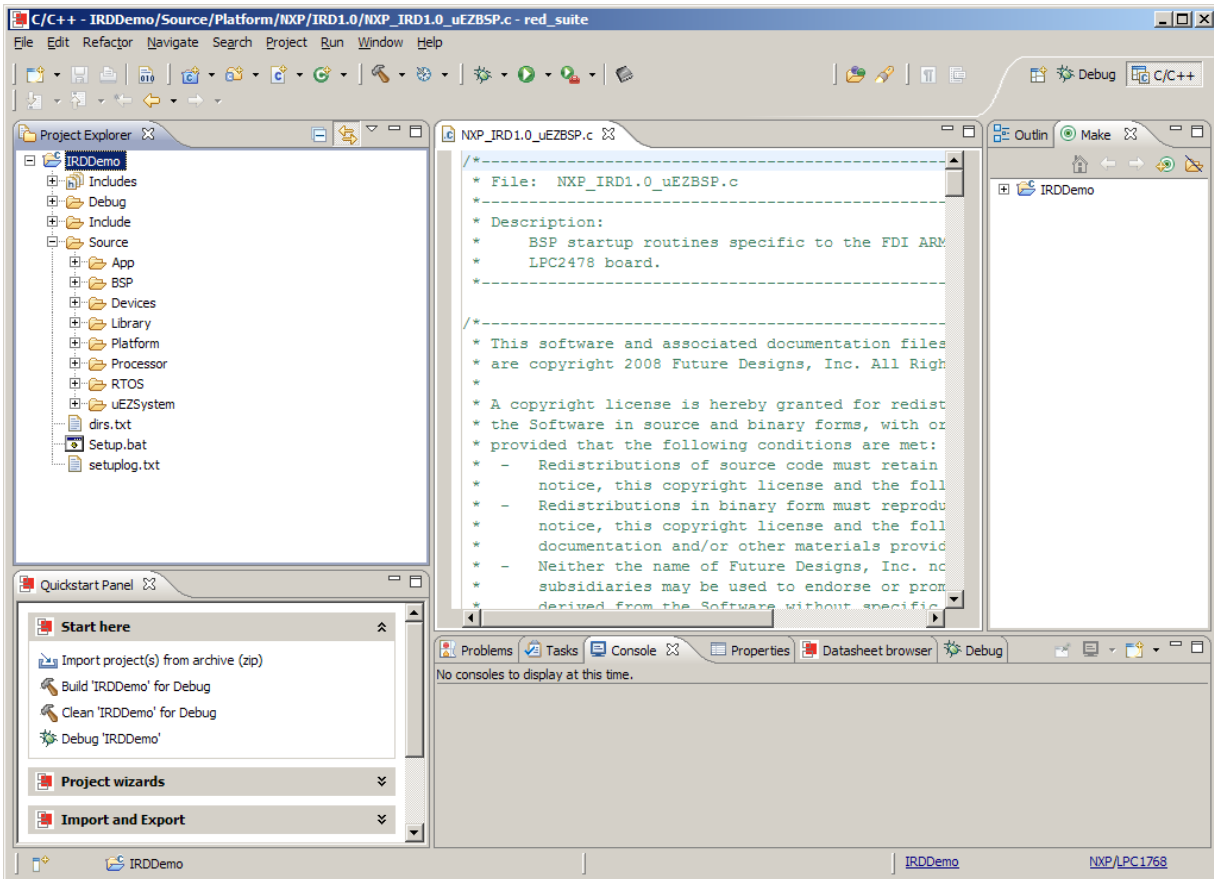 C/C++ - IRDDemo/Source/Platform/NXP/IRD1.0/NXP_IRD1.0_uEZBSP.c - red_suite
File Edit Refactor Navigate Search Project Run Window Help
Debug C/C++
Project Explorer
IRDDemo
Includes
Debug
Include
Source
App
BSP
Devices
Library
Platform
Processor
RTOS
uEZSystem
dirs.txt
Setup.bat
setuplog.txt
NXP_IRD1.0_uEZBSP.c
/*-------------------------------------------------
* File: NXP_IRD1.0_uEZBSP.c
*-------------------------------------------------
* Description:
* BSP startup routines specific to the FDI ARM
* LPC2478 board.
*-------------------------------------------------
/*-------------------------------------------------
* This software and associated documentation files
* are copyright 2008 Future Designs, Inc. All Righ
*
* A copyright license is hereby granted for redist
* the Software in source and binary forms, with or
* provided that the following conditions are met:
* - Redistributions of source code must retain
* notice, this copyright license and the foll
* - Redistributions in binary form must reprodu
* notice, this copyright license and the foll
* documentation and/or other materials provid
* - Neither the name of Future Designs, Inc. no
* subsidiaries may be used to endorse or prom
* derived from the Software without specific
Outlin Make
IRDDemo
Quickstart Panel
Start here
Import project(s) from archive (zip)
Build 'IRDDemo' for Debug
Clean 'IRDDemo' for Debug
Debug 'IRDDemo'
Project wizards
Import and Export
Problems Tasks Console Properties Datasheet browser Debug
No consoles to display at this time.
IRDDemo IRDDemo NXP/LPC1768